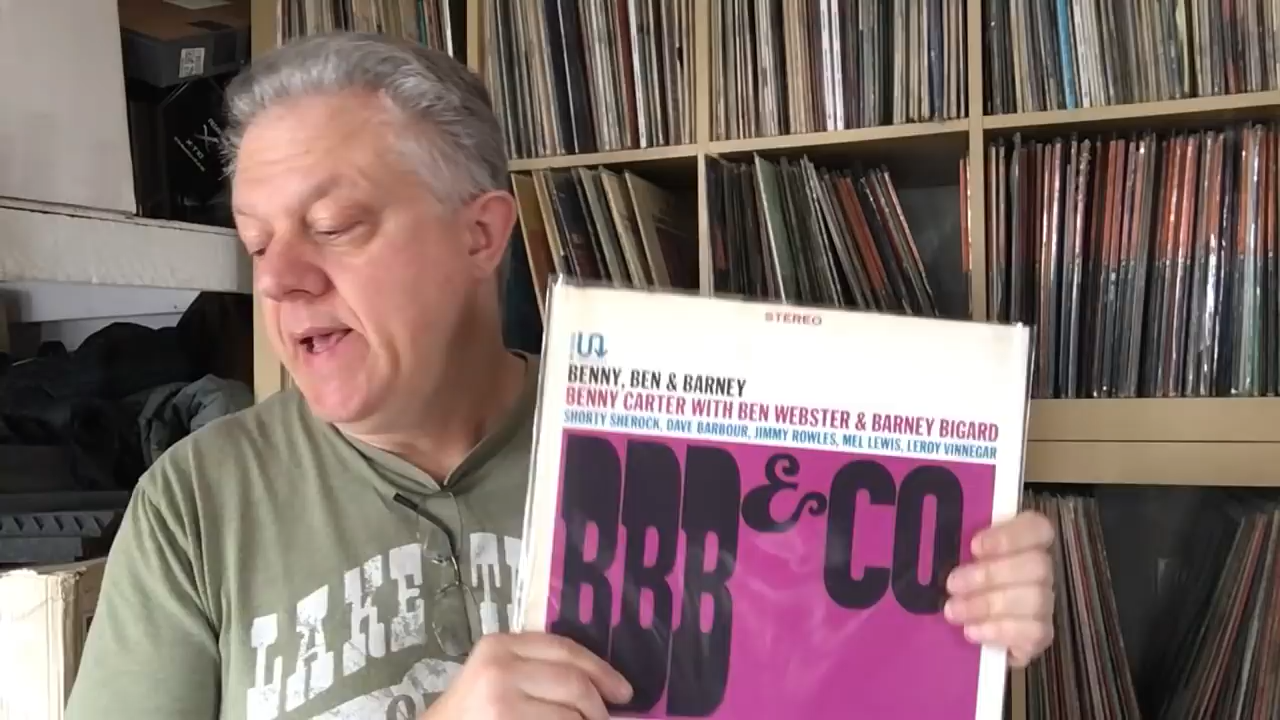 STEREO
BENNY, BEN & BARNEY
BENNY CARTER WITH BEN WEBSTER & BARNEY BIGARD
SHORTY SHEROCK, DAVE BARBOUR, JIMMY ROWLES, MEL LEWIS, LEROY VINNEGAR
BBB & CO
LAKE